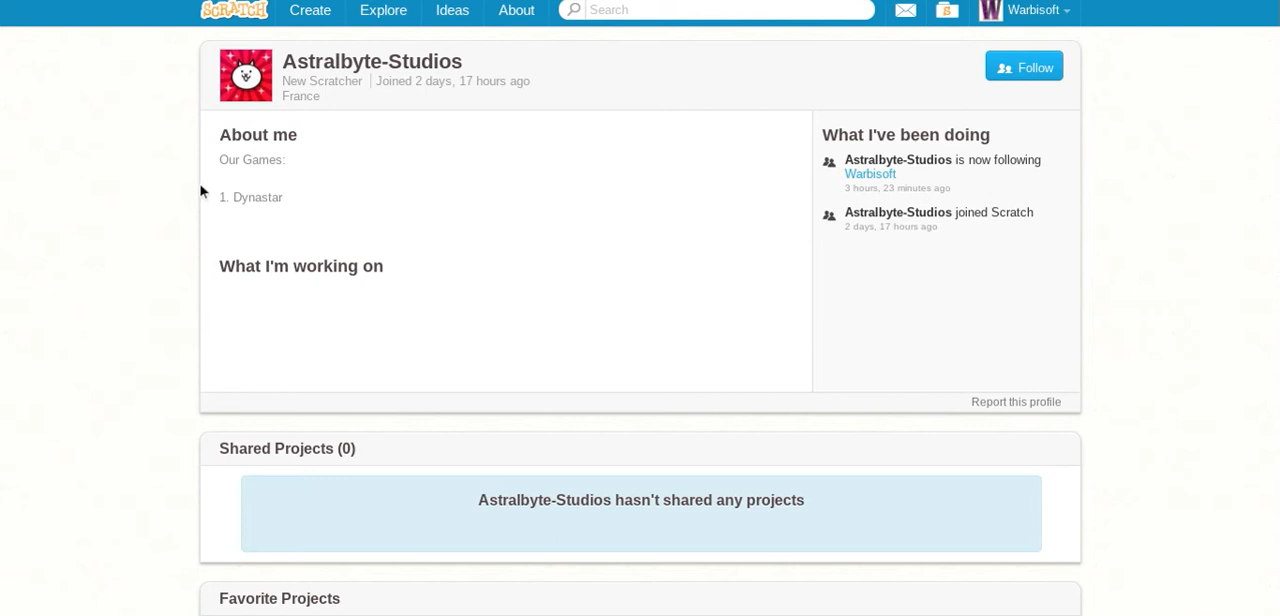 SCRATCH Create Explore Ideas About Search S W Warbisoft
Astralbyte-Studios
New Scratcher Joined 2 days, 17 hours ago
France
Follow
About me
Our Games:
1. Dynastar
What I'm working on
What I've been doing
Astralbyte-Studios is now following
Warbisoft
3 hours, 23 minutes ago
Astralbyte-Studios joined Scratch
2 days, 17 hours ago
Report this profile
Shared Projects (0)
Astralbyte-Studios hasn't shared any projects
Favorite Projects